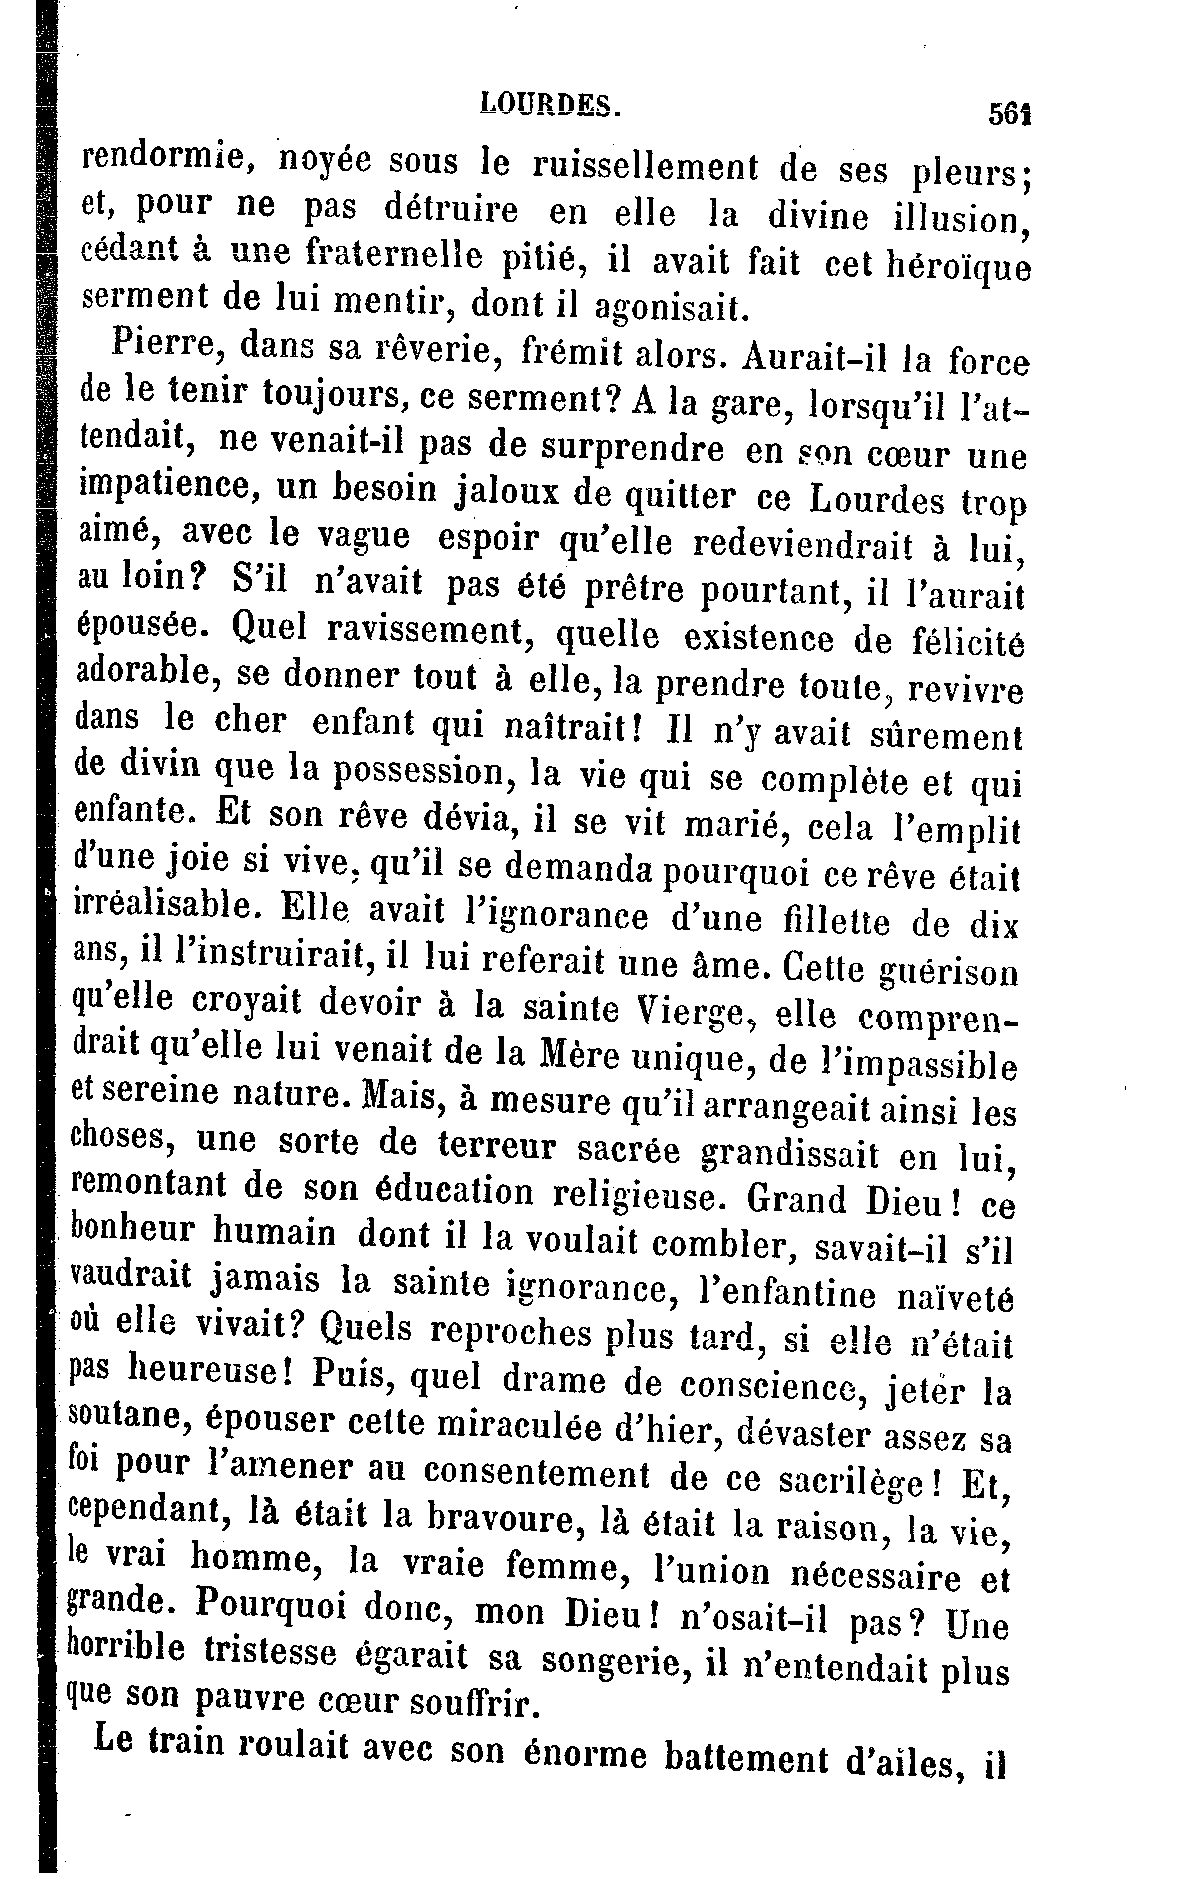 LOURDES. 561
rendormie, noyée sous le ruissellement de ses pleurs;
et, pour ne pas détruire en elle la divine illusion,
cédant à une fraternelle pitié, il avait fait cet héroïque
serment de lui mentir, dont il agonisait.
Pierre, dans sa rêverie, frémit alors. Aurait-il la force
de le tenir toujours, ce serment? A la gare, lorsqu'il l'at-
tendait, ne venait-il pas de surprendre en son cœur une
impatience, un besoin jaloux de quitter ce Lourdes trop
aimé, avec le vague espoir qu'elle redeviendrait à lui,
au loin? S'il n'avait pas été prêtre pourtant, il l'aurait
épousée. Quel ravissement, quelle existence de félicité
adorable, se donner tout à elle, la prendre toute, revivre
dans le cher enfant qui naîtrait! Il n'y avait sûrement
de divin que la possession, la vie qui se complète et qui
enfante. Et son rêve dévia, il se vit marié, cela l'emplit
d'une joie si vive, qu'il se demanda pourquoi ce rêve était
irréalisable. Elle avait l'ignorance d'une fillette de dix
ans, il l'instruirait, il lui referait une âme. Cette guérison
qu'elle croyait devoir à la sainte Vierge, elle compren-
drait qu'elle lui venait de la Mère unique, de l'impassible
et sereine nature. Mais, à mesure qu'il arrangeait ainsi les
choses, une sorte de terreur sacrée grandissait en lui,
remontant de son éducation religieuse. Grand Dieu! ce
bonheur humain dont il la voulait combler, savait-il s'il
vaudrait jamais la sainte ignorance, l'enfantine naïveté
où elle vivait? Quels reproches plus tard, si elle n'était
pas heureuse! Puis, quel drame de conscience, jeter la
soutane, épouser cette miraculée d'hier, dévaster assez sa
foi pour l'amener au consentement de ce sacrilège! Et,
cependant, là était la bravoure, là était la raison, la vie,
le vrai homme, la vraie femme, l'union nécessaire et
grande. Pourquoi donc, mon Dieu! n'osait-il pas? Une
horrible tristesse égarait sa songerie, il n'entendait plus
que son pauvre cœur souffrir.
Le train roulait avec son énorme battement d'ailes, il